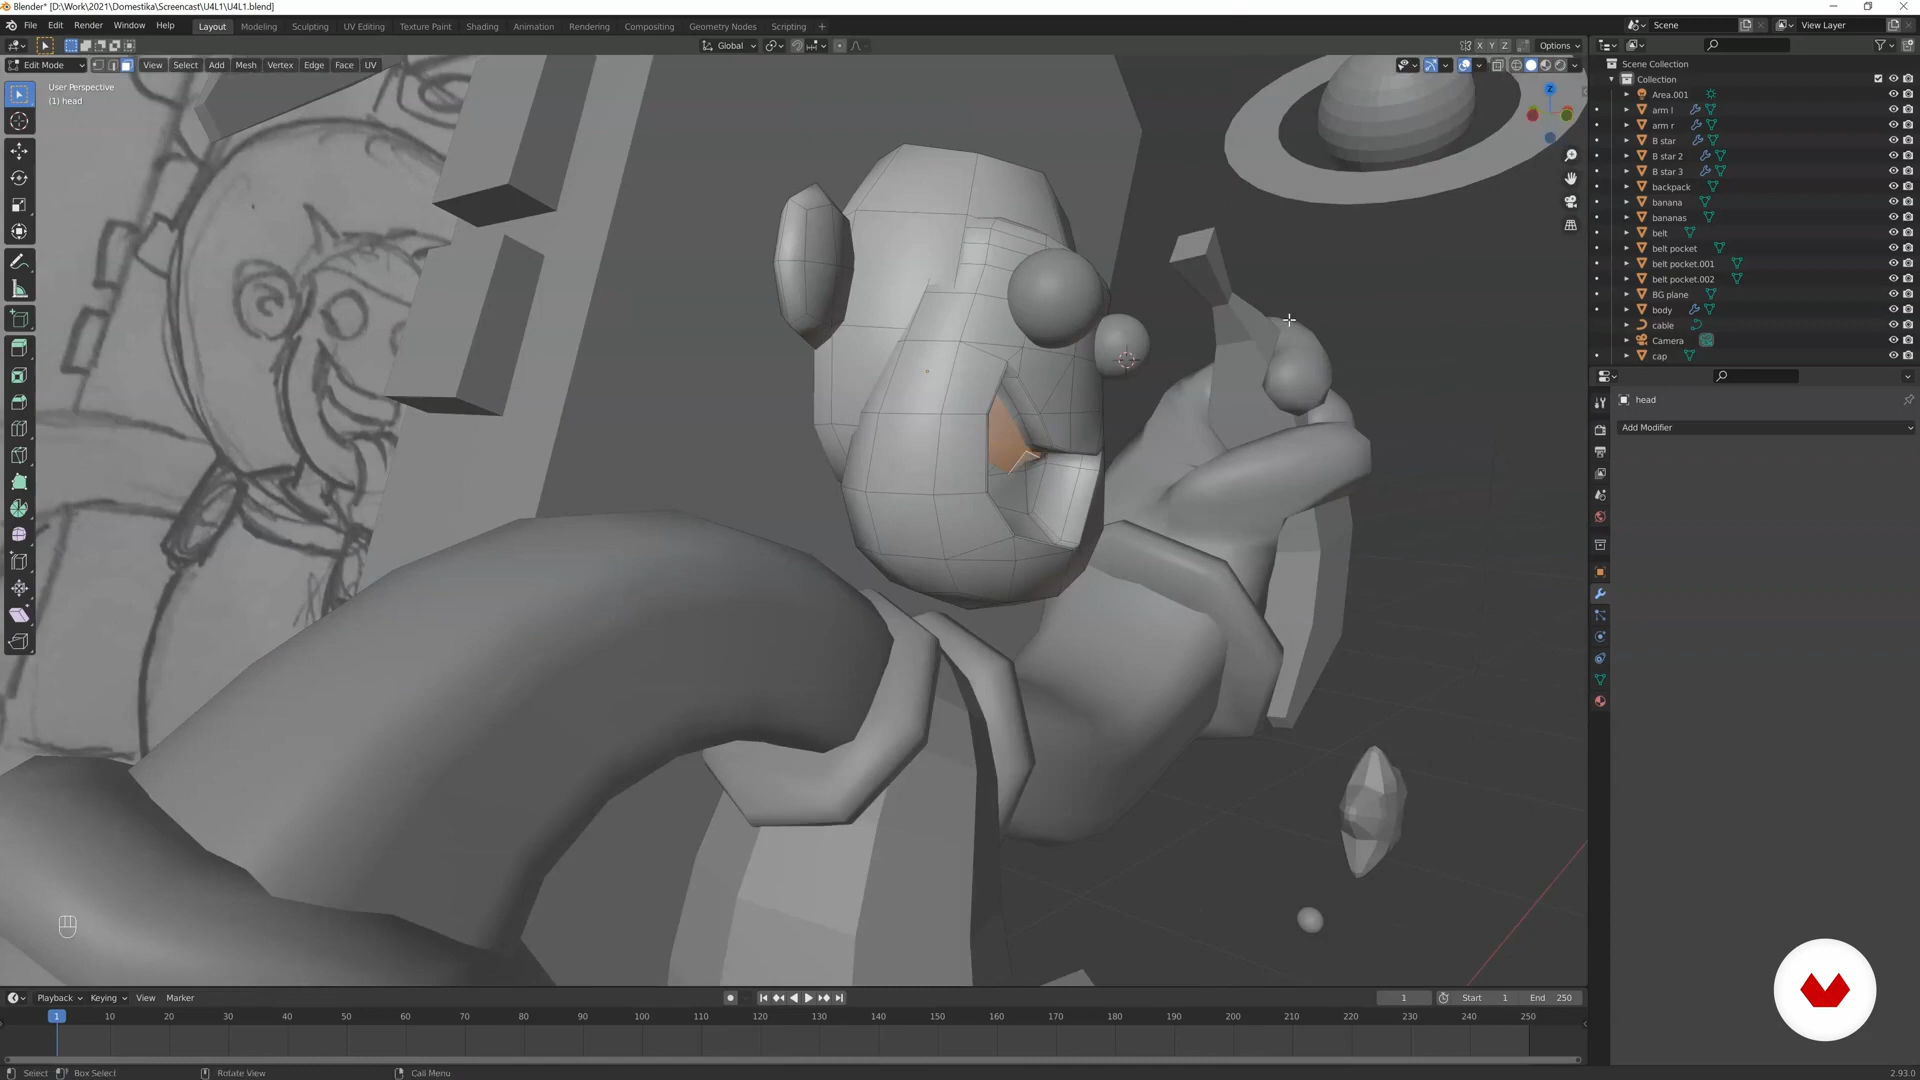 Blender* [D:\Work\2021\Domestika\Screencast\U4L1\U4L1.blend]
File Edit Render Window Help Layout Modeling Sculpting UV Editing Texture Paint Shading Animation Rendering Compositing Geometry Nodes Scripting + Scene View Layer
Global X Y Z Options
Edit Mode View Select Add Mesh Vertex Edge Face UV
User Perspective
(1) head
Z
Scene Collection
Collection
Area.001
arm l
arm r
B star
B star 2
B star 3
backpack
banana
bananas
belt
belt pocket
belt pocket.001
belt pocket.002
BG plane
body
cable
Camera
cap
head
Add Modifier
Playback Keying View Marker 1 Start 1 End 250
1 10 20 30 40 50 60 70 80 90 100 110 120 130 140 150 160 170 180 190 200 210 220 230 240 250
Select Box Select Rotate View Call Menu 2.93.0